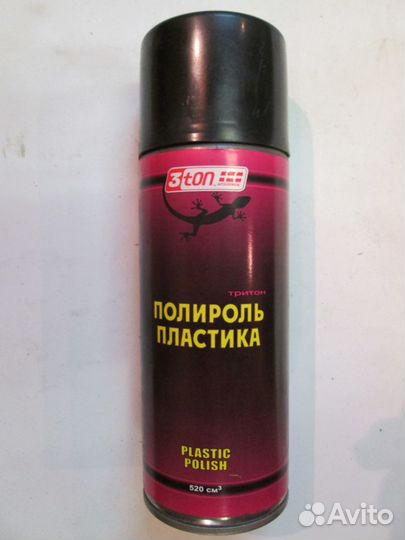 3ton
тритон
ПОЛИРОЛЬ
ПЛАСТИКА
PLASTIC
POLISH
520 см³
Avito